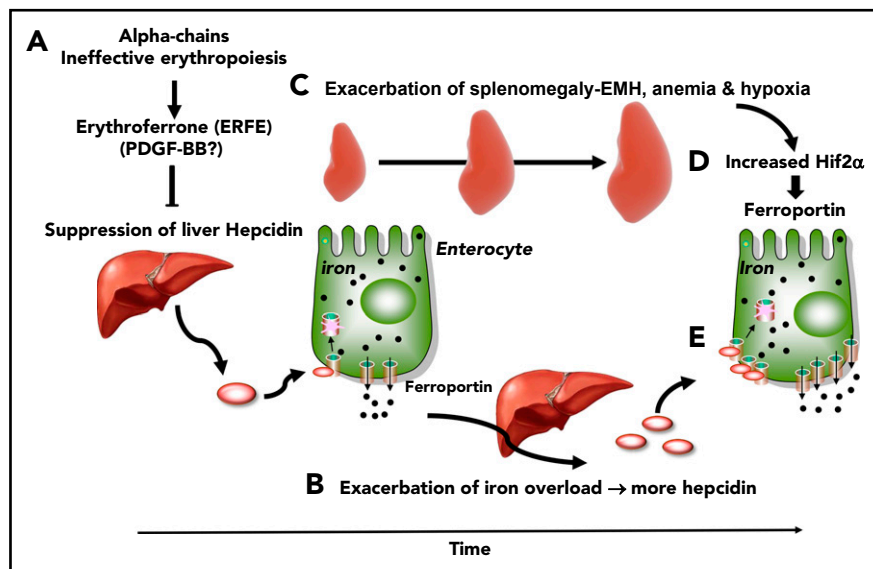 A
Alpha-chains
Ineffective erythropoiesis
Erythroferrone (ERFE)
(PDGF-BB?)
Suppression of liver Hepcidin
C Exacerbation of splenomegaly-EMH, anemia & hypoxia
D Increased Hif2α
Ferroportin
Enterocyte
iron
Iron
E
Ferroportin
B Exacerbation of iron overload → more hepcidin
Time